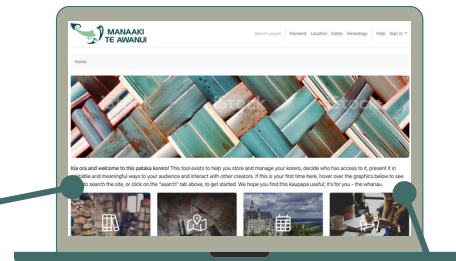 MANAAKI
TE AWANUI
Search pages Keyword Location Dates Genealogy Help Sign In
Home
iStock
Kia ora and welcome to this pataka korero! This tool exists to help you store and manage your korero, decide who has access to it, present it in
and meaningful ways to your audience and interact with other creators. If this is your first time here, hover over the graphics below to see
to search the site, or click on the "search" tab above, to get started. We hope you find this kaupapa useful; it's for you - the whanau.